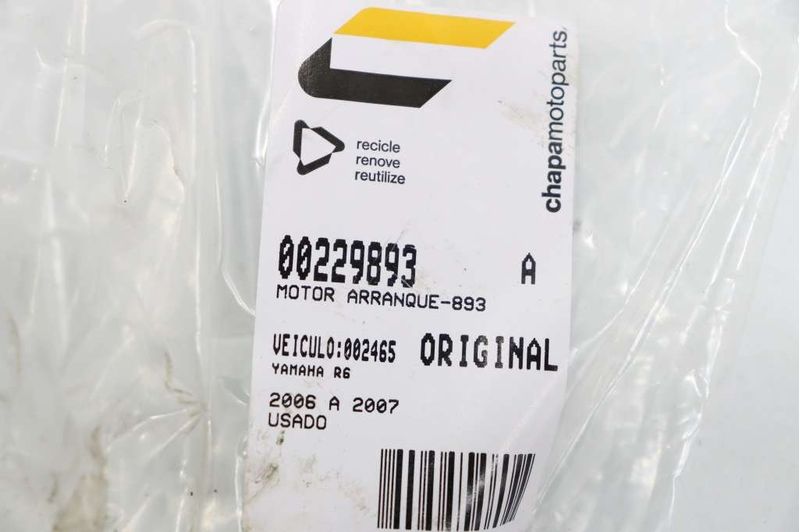 recicle
renove
reutilize
chapamotoparts.
00229893 A
MOTOR ARRANQUE-893
VEICULO:002465 ORIGINAL
YAMAHA R6
2006 A 2007
USADO